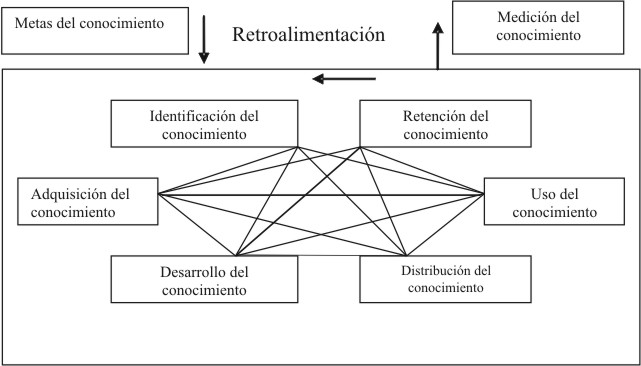 Metas del conocimiento
Retroalimentación
Medición del
conocimiento
Identificación del
conocimiento
Retención del
conocimiento
Adquisición del
conocimiento
Uso del
conocimiento
Desarrollo del
conocimiento
Distribución del
conocimiento